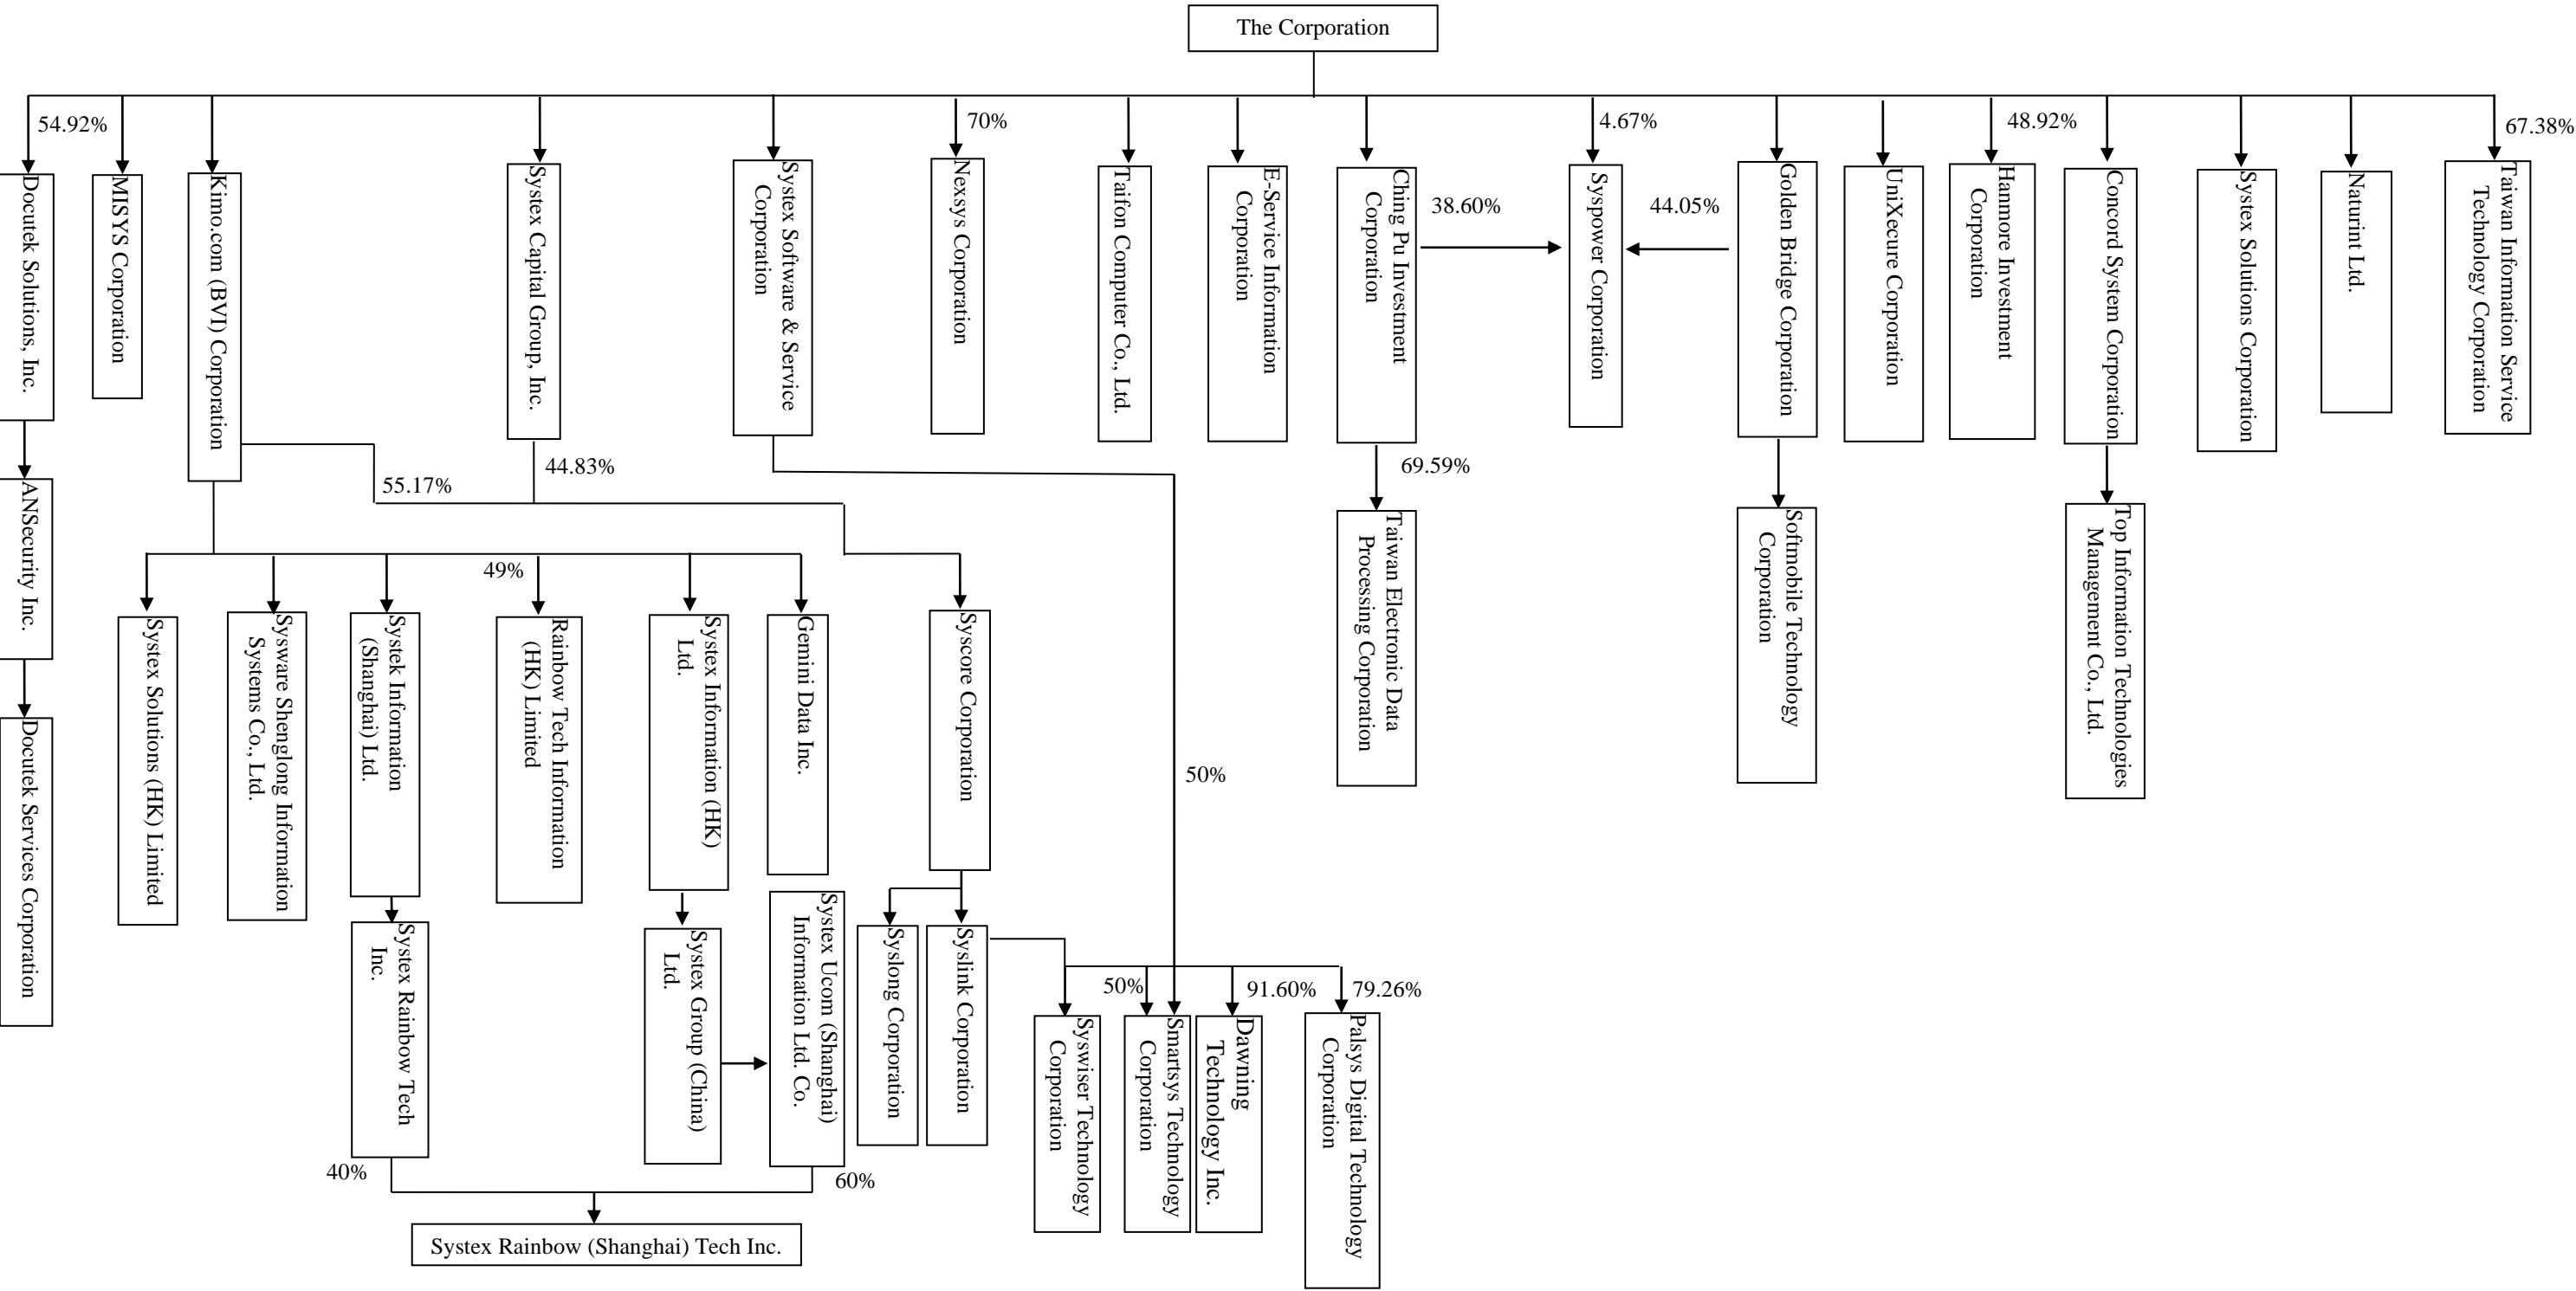 The Corporation
54.92%
70%
4.67%
48.92%
67.38%
Docutek Solutions, Inc.
MISYS Corporation
Kimo.com (BVI) Corporation
Systex Capital Group, Inc.
Systex Software & Service
Corporation
Nexsys Corporation
Taifon Computer Co., Ltd.
E-Service Information
Corporation
Ching Pu Investment
Corporation
38.60%
Syspower Corporation
44.05%
Golden Bridge Corporation
UniXecure Corporation
Hanmore Investment
Corporation
Concord System Corporation
Systex Solutions Corporation
Naturint Ltd.
Taiwan Information Service
Technology Corporation
55.17%
44.83%
69.59%
ANSecurity Inc.
49%
Systex Solutions (HK) Limited
Sysware Shenglong Information
Systems Co., Ltd.
Systek Information
(Shanghai) Ltd.
Rainbow Tech Information
(HK) Limited
Systex Information (HK)
Ltd.
Gemini Data Inc.
Syscore Corporation
50%
Taiwan Electronic Data
Processing Corporation
Softmobile Technology
Corporation
Top Information Technologies
Management Co., Ltd.
Docutek Services Corporation
Systex Rainbow Tech
Inc.
Systex Group (China)
Ltd.
Systex Ucom (Shanghai)
Information Ltd. Co.
Syslong Corporation
Syslink Corporation
50%
91.60%
79.26%
Syswiser Technology
Corporation
Smartsys Technology
Corporation
Dawning
Technology Inc.
Palsys Digital Technology
Corporation
40%
60%
Systex Rainbow (Shanghai) Tech Inc.